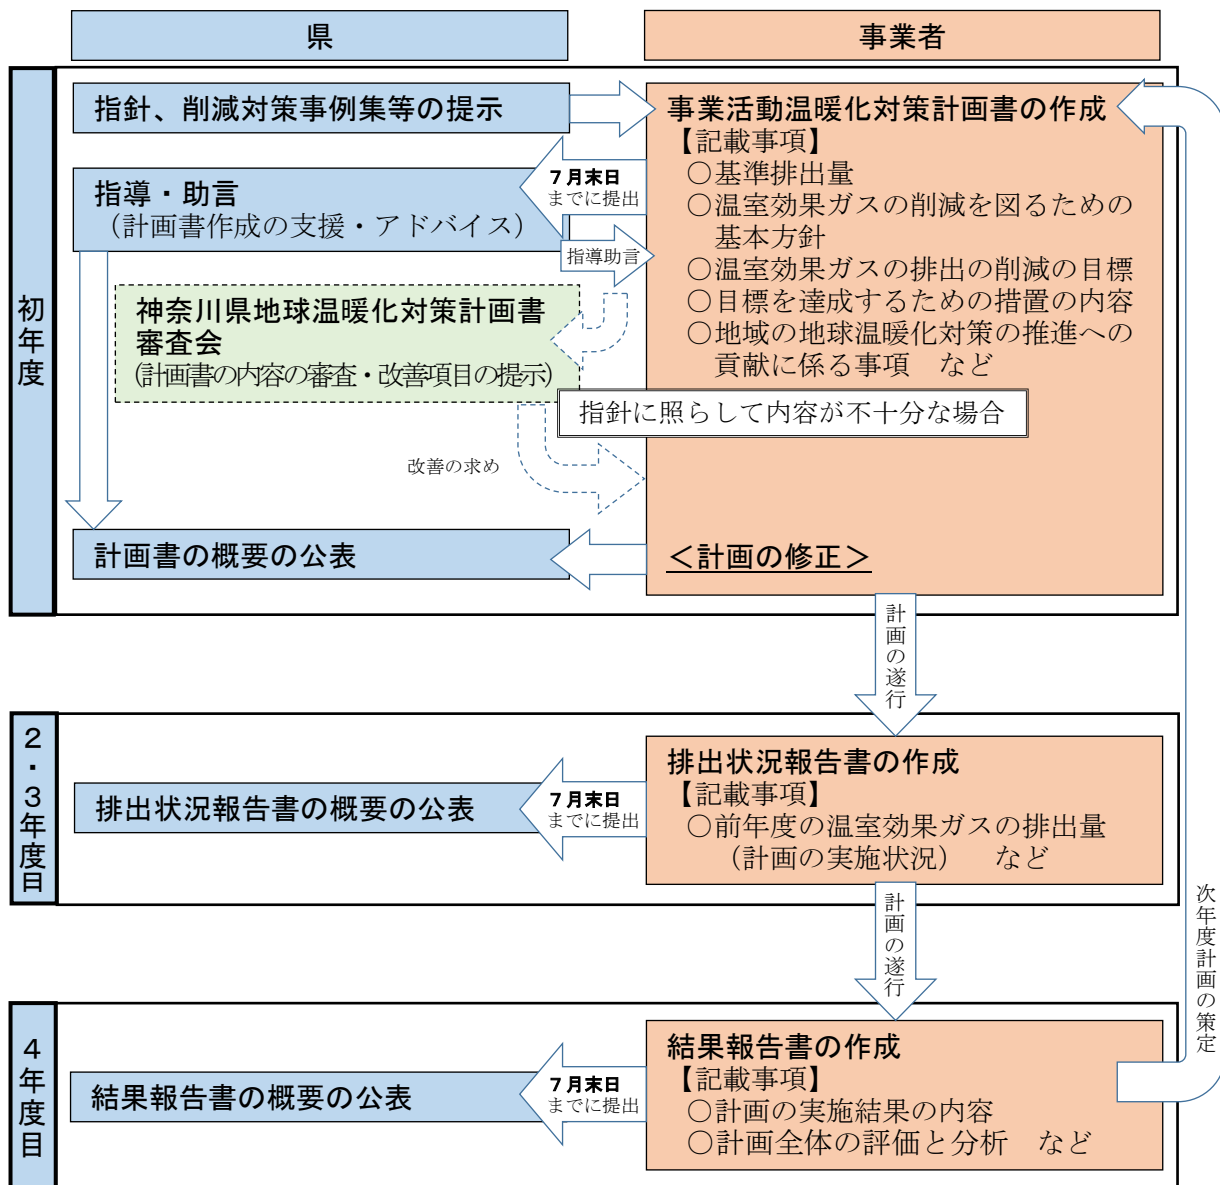 県
事業者
初年度
指針、削減対策事例集等の提示
事業活動温暖化対策計画書の作成
【記載事項】
○基準排出量
○温室効果ガスの削減を図るための
基本方針
○温室効果ガスの排出の削減の目標
○目標を達成するための措置の内容
○地域の地球温暖化対策の推進への
貢献に係る事項　など
7月末日
までに提出
指導・助言
（計画書作成の支援・アドバイス）
指導助言
神奈川県地球温暖化対策計画書
審査会
(計画書の内容の審査・改善項目の提示)
指針に照らして内容が不十分な場合
改善の求め
計画書の概要の公表
＜計画の修正＞
計画の遂行
2・3年度目
排出状況報告書の概要の公表
7月末日
までに提出
排出状況報告書の作成
【記載事項】
○前年度の温室効果ガスの排出量
（計画の実施状況）　など
計画の遂行
次年度計画の策定
4年度目
結果報告書の概要の公表
7月末日
までに提出
結果報告書の作成
【記載事項】
○計画の実施結果の内容
○計画全体の評価と分析　など